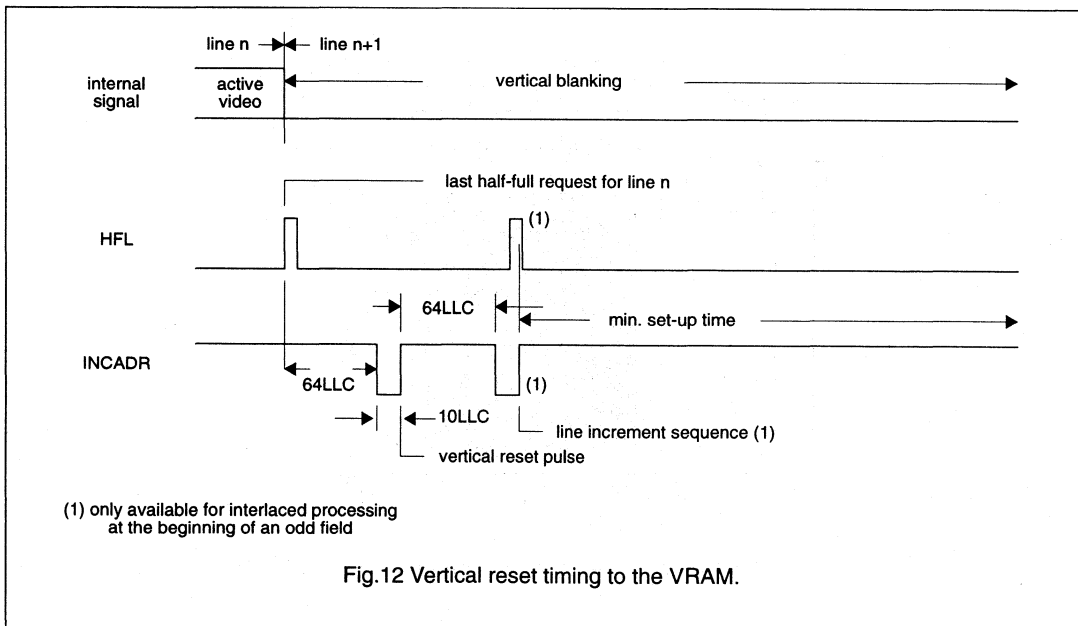 line n
line n+1
internal
signal
active
video
vertical blanking
last half-full request for line n
HFL
(1)
64LLC
min. set-up time
INCADR
64LLC
(1)
10LLC
line increment sequence (1)
vertical reset pulse
(1) only available for interlaced processing
at the beginning of an odd field
Fig.12 Vertical reset timing to the VRAM.